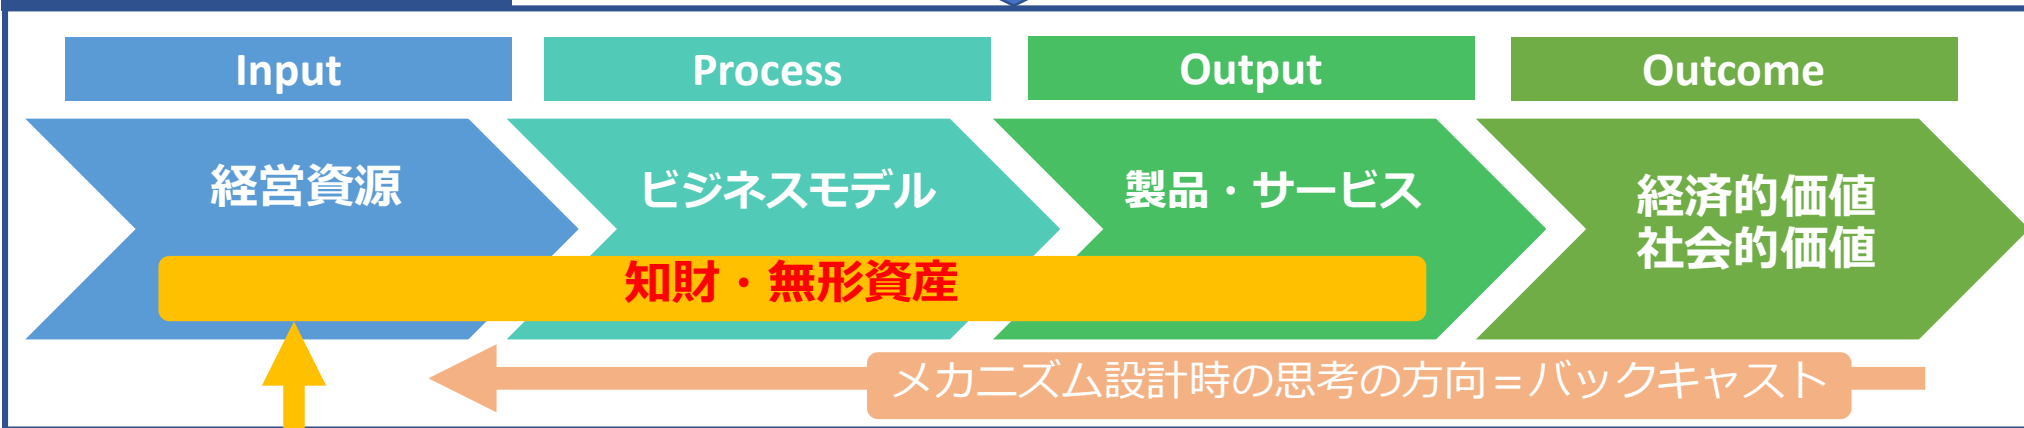 Input
Process
Output
Outcome
経営資源
ビジネスモデル
製品・サービス
経済的価値
社会的価値
知財・無形資産
メカニズム設計時の思考の方向＝バックキャスト